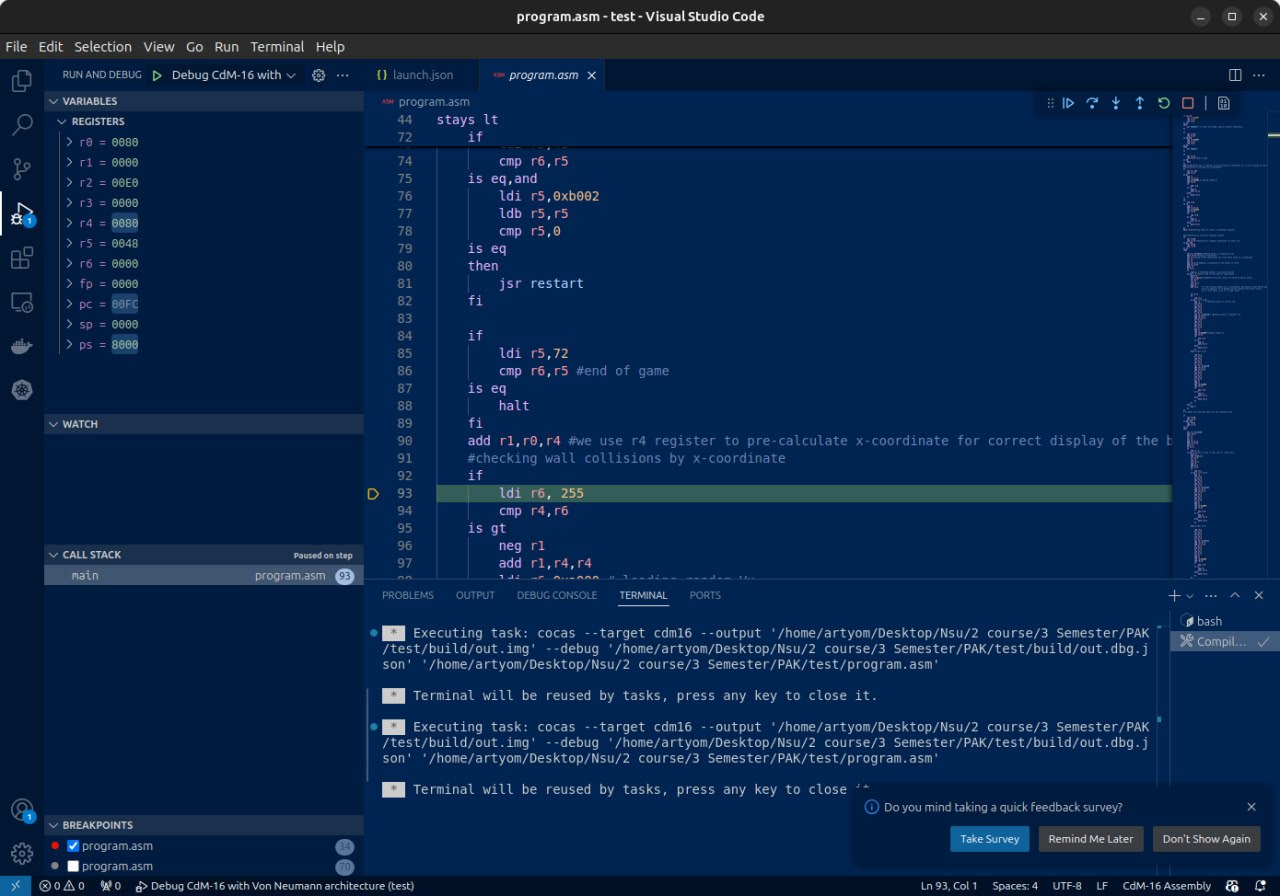 program.asm - test - Visual Studio Code
File Edit Selection View Go Run Terminal Help
RUN AND DEBUG Debug CdM-16 with
launch.json program.asm
VARIABLES
REGISTERS
r0 = 0080
r1 = 0000
r2 = 00E0
r3 = 0000
r4 = 0080
r5 = 0048
r6 = 0000
fp = 0000
pc = 00FC
sp = 0000
ps = 8000
WATCH
CALL STACK Paused on step
main program.asm 93
BREAKPOINTS
program.asm 34
program.asm 70
program.asm
44 stays lt
72 if
74 cmp r6,r5
75 is eq,and
76 ldi r5,0xb002
77 ldb r5,r5
78 cmp r5,0
79 is eq
80 then
81 jsr restart
82 fi
83
84 if
85 ldi r5,72
86 cmp r6,r5 #end of game
87 is eq
88 halt
89 fi
90 add r1,r0,r4 #we use r4 register to pre-calculate x-coordinate for correct display of the b
91 #checking wall collisions by x-coordinate
92 if
93 ldi r6, 255
94 cmp r4,r6
95 is gt
96 neg r1
97 add r1,r4,r4
PROBLEMS OUTPUT DEBUG CONSOLE TERMINAL PORTS
* Executing task: cocas --target cdm16 --output '/home/artyom/Desktop/Nsu/2 course/3 Semester/PAK
/test/build/out.img' --debug '/home/artyom/Desktop/Nsu/2 course/3 Semester/PAK/test/build/out.dbg.j
son' '/home/artyom/Desktop/Nsu/2 course/3 Semester/PAK/test/program.asm'
* Terminal will be reused by tasks, press any key to close it.
* Executing task: cocas --target cdm16 --output '/home/artyom/Desktop/Nsu/2 course/3 Semester/PAK
/test/build/out.img' --debug '/home/artyom/Desktop/Nsu/2 course/3 Semester/PAK/test/build/out.dbg.j
son' '/home/artyom/Desktop/Nsu/2 course/3 Semester/PAK/test/program.asm'
* Terminal will be reused by tasks, press any key to close
bash
Compil...
Do you mind taking a quick feedback survey?
Take Survey Remind Me Later Don't Show Again
0 0 0 Debug CdM-16 with Von Neumann architecture (test) Ln 93, Col 1 Spaces: 4 UTF-8 LF CdM-16 Assembly